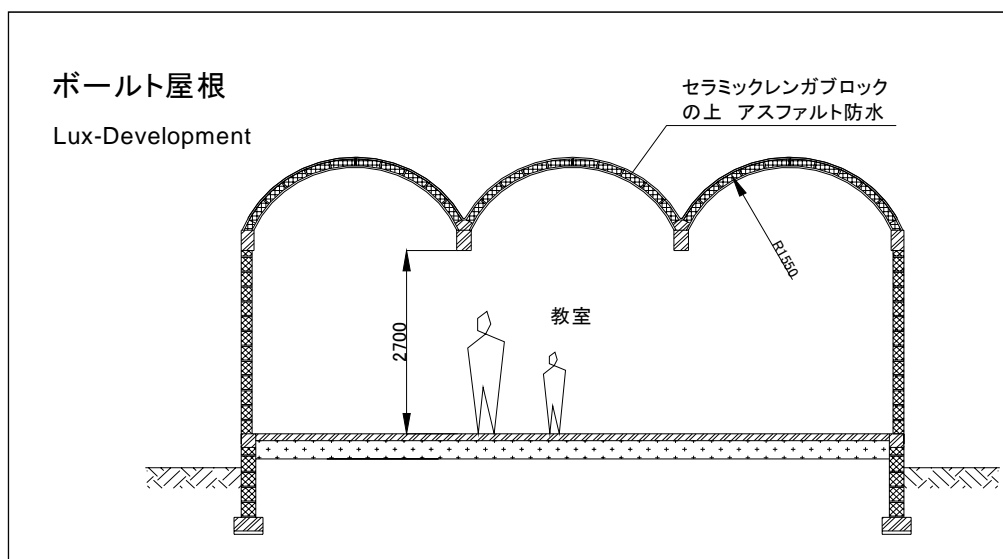 ボールト屋根
Lux-Development
セラミックレンガブロック
の上　アスファルト防水
R1550
2700
教室